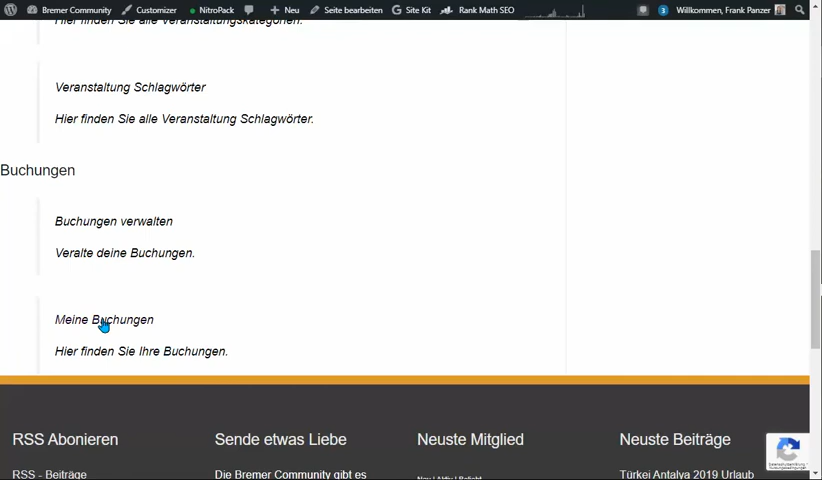 Bremer Community Customizer NitroPack Neu Seite bearbeiten Site Kit Rank Math SEO 3 Willkommen, Frank Panzer
Hier finden Sie alle Veranstaltungskategorien.
Veranstaltung Schlagwörter
Hier finden Sie alle Veranstaltung Schlagwörter.
Buchungen
Buchungen verwalten
Veralte deine Buchungen.
Meine Buchungen
Hier finden Sie Ihre Buchungen.
RSS Abonieren Sende etwas Liebe Neuste Mitglied Neuste Beiträge
RSS - Beiträge Die Bremer Community gibt es Neu | Aktiv | Beliebt Türkei Antalya 2019 Urlaub